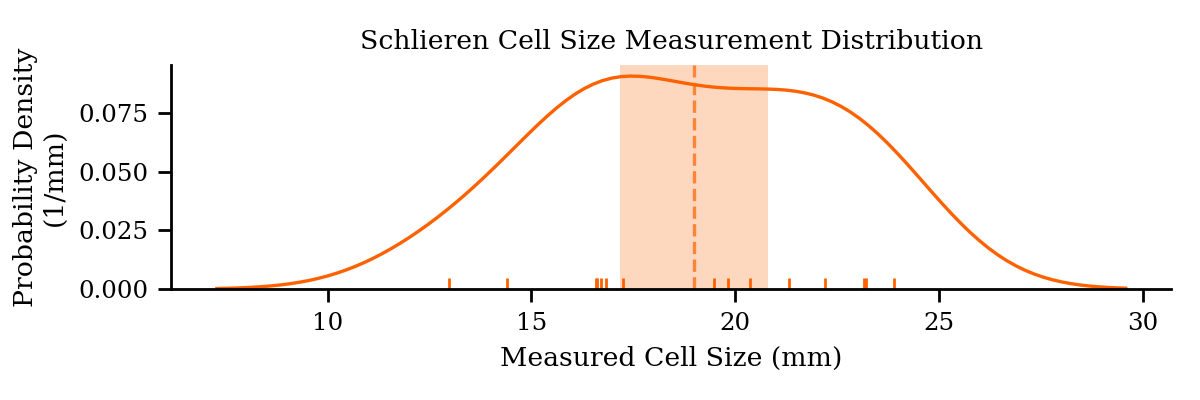 Schlieren Cell Size Measurement Distribution
Probability Density
(1/mm)
0.075
0.050
0.025
0.000
10 15 20 25 30
Measured Cell Size (mm)